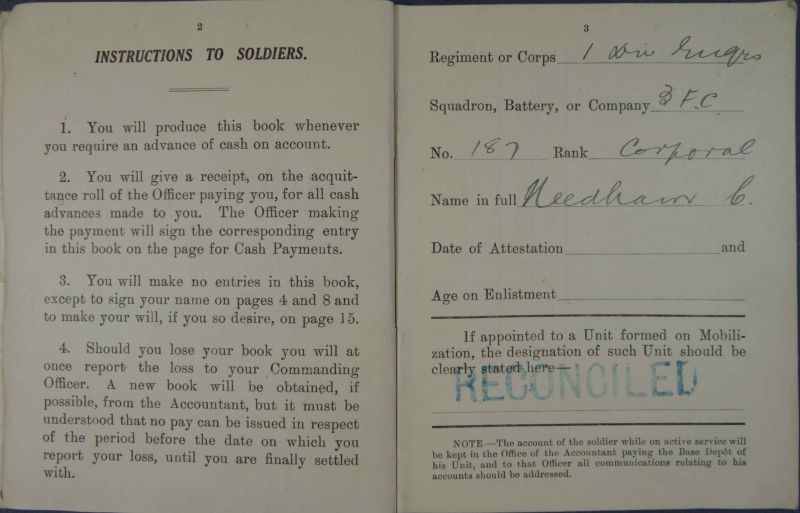 2
INSTRUCTIONS TO SOLDIERS.
1. You will produce this book whenever
you require an advance of cash on account.
2. You will give a receipt, on the acquit-
tance roll of the Officer paying you, for all cash
advances made to you. The Officer making
the payment will sign the corresponding entry
in this book on the page for Cash Payments.
3. You will make no entries in this book,
except to sign your name on pages 4 and 8 and
to make your will, if you so desire, on page 15.
4. Should you lose your book you will at
once report the loss to your Commanding
Officer. A new book will be obtained, if
possible, from the Accountant, but it must be
understood that no pay can be issued in respect
of the period before the date on which you
report your loss, until you are finally settled
with.
3
Regiment or Corps 1 Div Engrs
Squadron, Battery, or Company 3 F.C
No. 187 Rank Corporal
Name in full Needham C.
Date of Attestation and
Age on Enlistment
If appointed to a Unit formed on Mobili-
zation, the designation of such Unit should be
clearly stated here—
RECONCILED
NOTE.—The account of the soldier while on active service will
be kept in the Office of the Accountant paying the Base Depôt of
his Unit, and to that Officer all communications relating to his
accounts should be addressed.